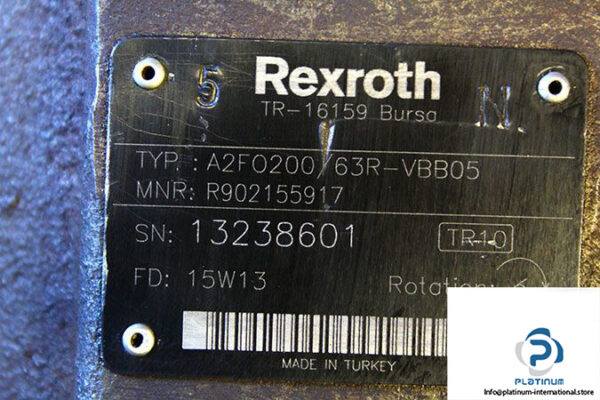 5 Rexroth N.
TR-16159 Bursa
TYP.: A2FO200/63R-VBB05
MNR: R902155917
SN: 13238601 TR10
FD: 15W13 Rotation:
MADE IN TURKEY
PLATINUM
Info@platinum-international.store